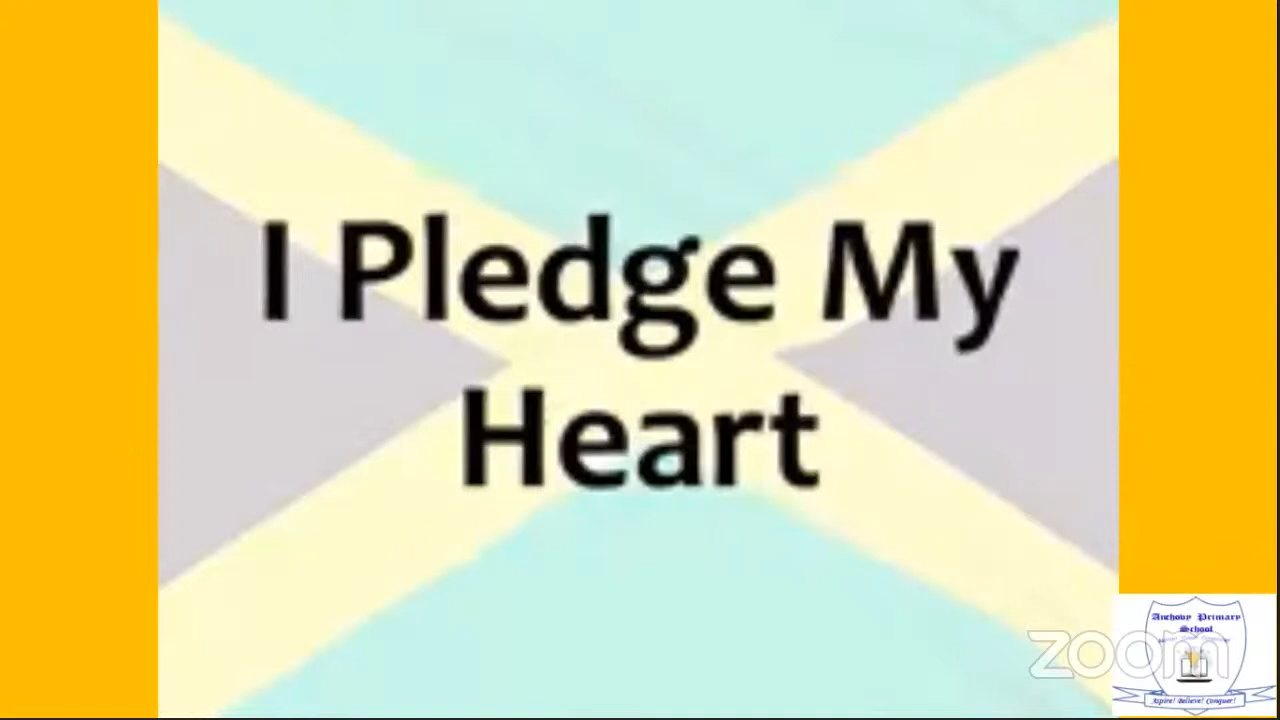 I Pledge My
Heart
Anchovy Primary
School
zoom
Aspire! Believe! Conquer!